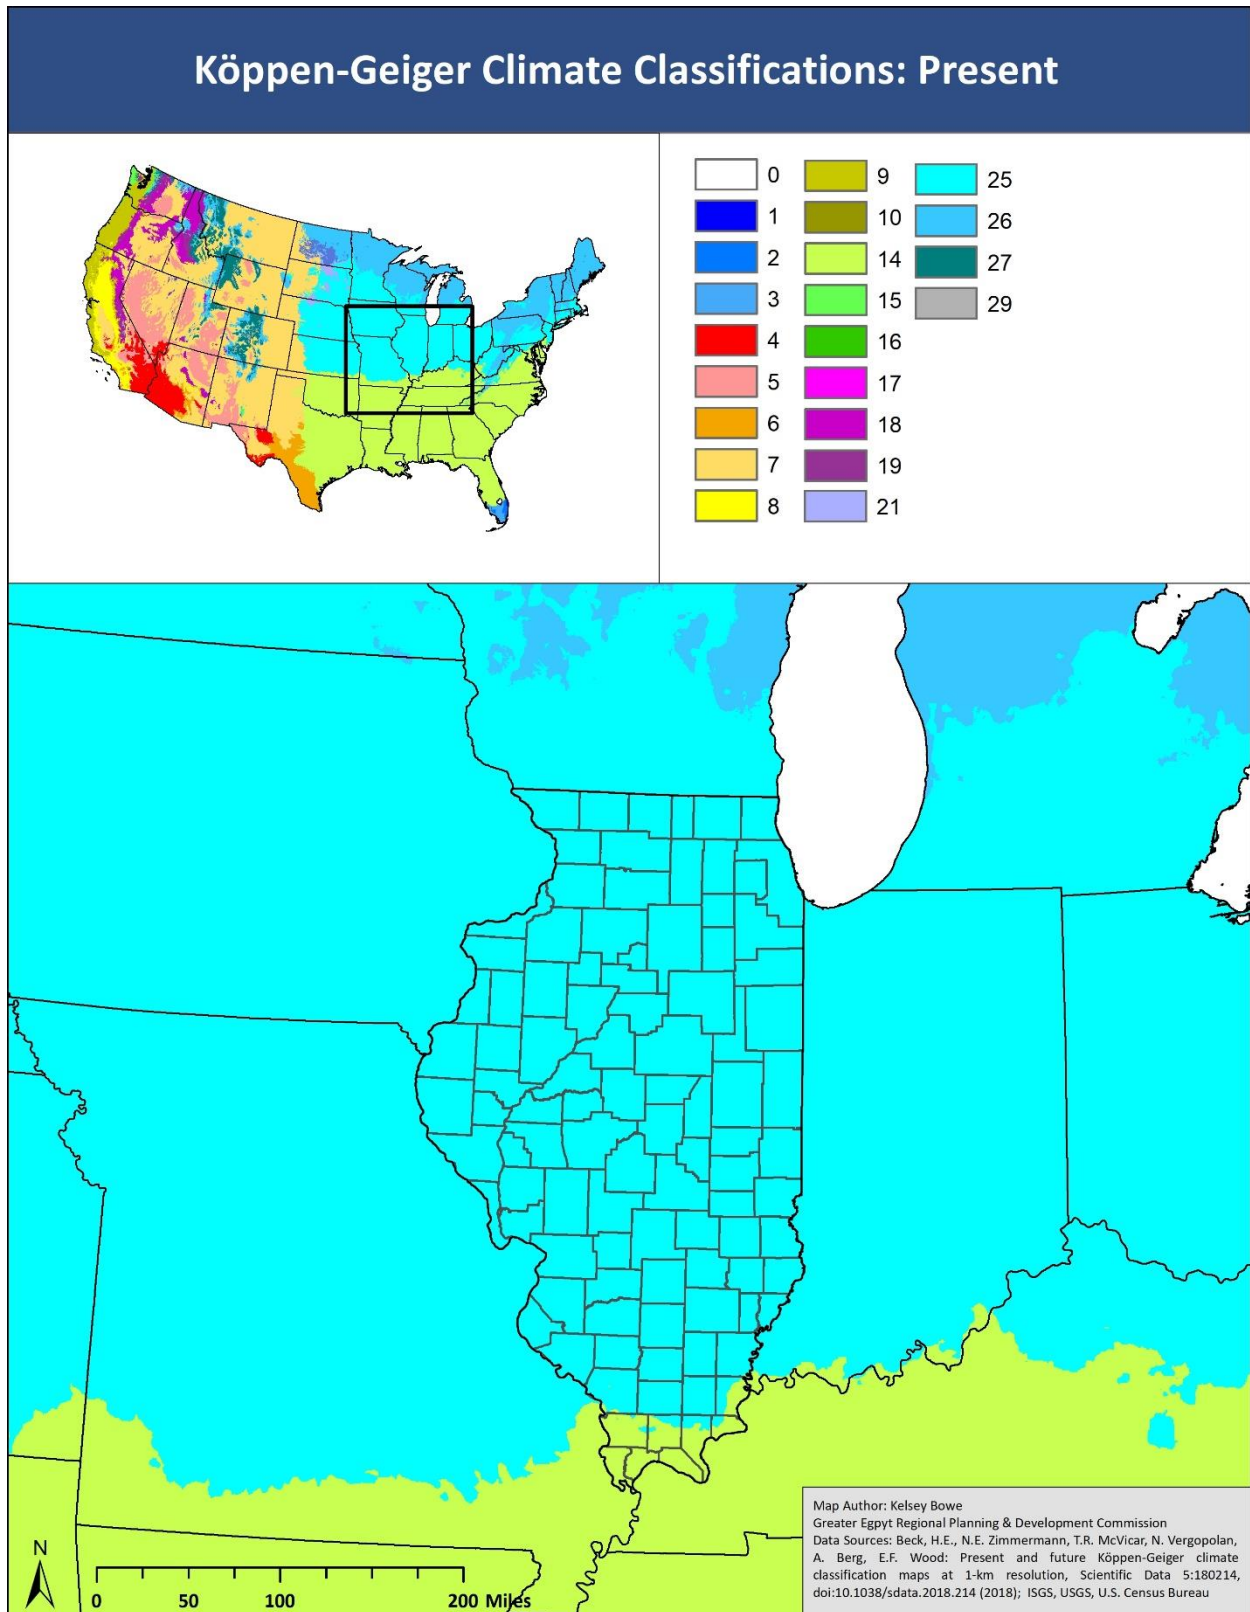 Köppen-Geiger Climate Classifications: Present
0
1
2
3
4
5
6
7
8
9
10
14
15
16
17
18
19
21
25
26
27
29
N
0 50 100 200 Miles
Map Author: Kelsey Bowe
Greater Egpyt Regional Planning & Development Commission
Data Sources: Beck, H.E., N.E. Zimmermann, T.R. McVicar, N. Vergopolan,
A. Berg, E.F. Wood: Present and future Köppen-Geiger climate
classification maps at 1-km resolution, Scientific Data 5:180214,
doi:10.1038/sdata.2018.214 (2018); ISGS, USGS, U.S. Census Bureau